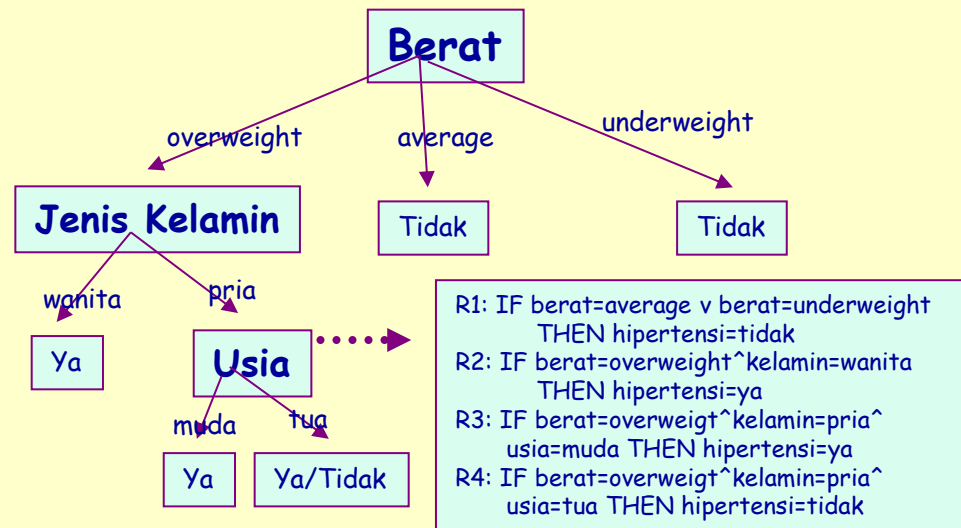 Berat
overweight
average
underweight
Jenis Kelamin
Tidak
Tidak
wanita
pria
Ya
Usia
muda
tua
Ya
Ya/Tidak
R1: IF berat=average v berat=underweight
THEN hipertensi=tidak
R2: IF berat=overweight^kelamin=wanita
THEN hipertensi=ya
R3: IF berat=overweigt^kelamin=pria^
usia=muda THEN hipertensi=ya
R4: IF berat=overweigt^kelamin=pria^
usia=tua THEN hipertensi=tidak